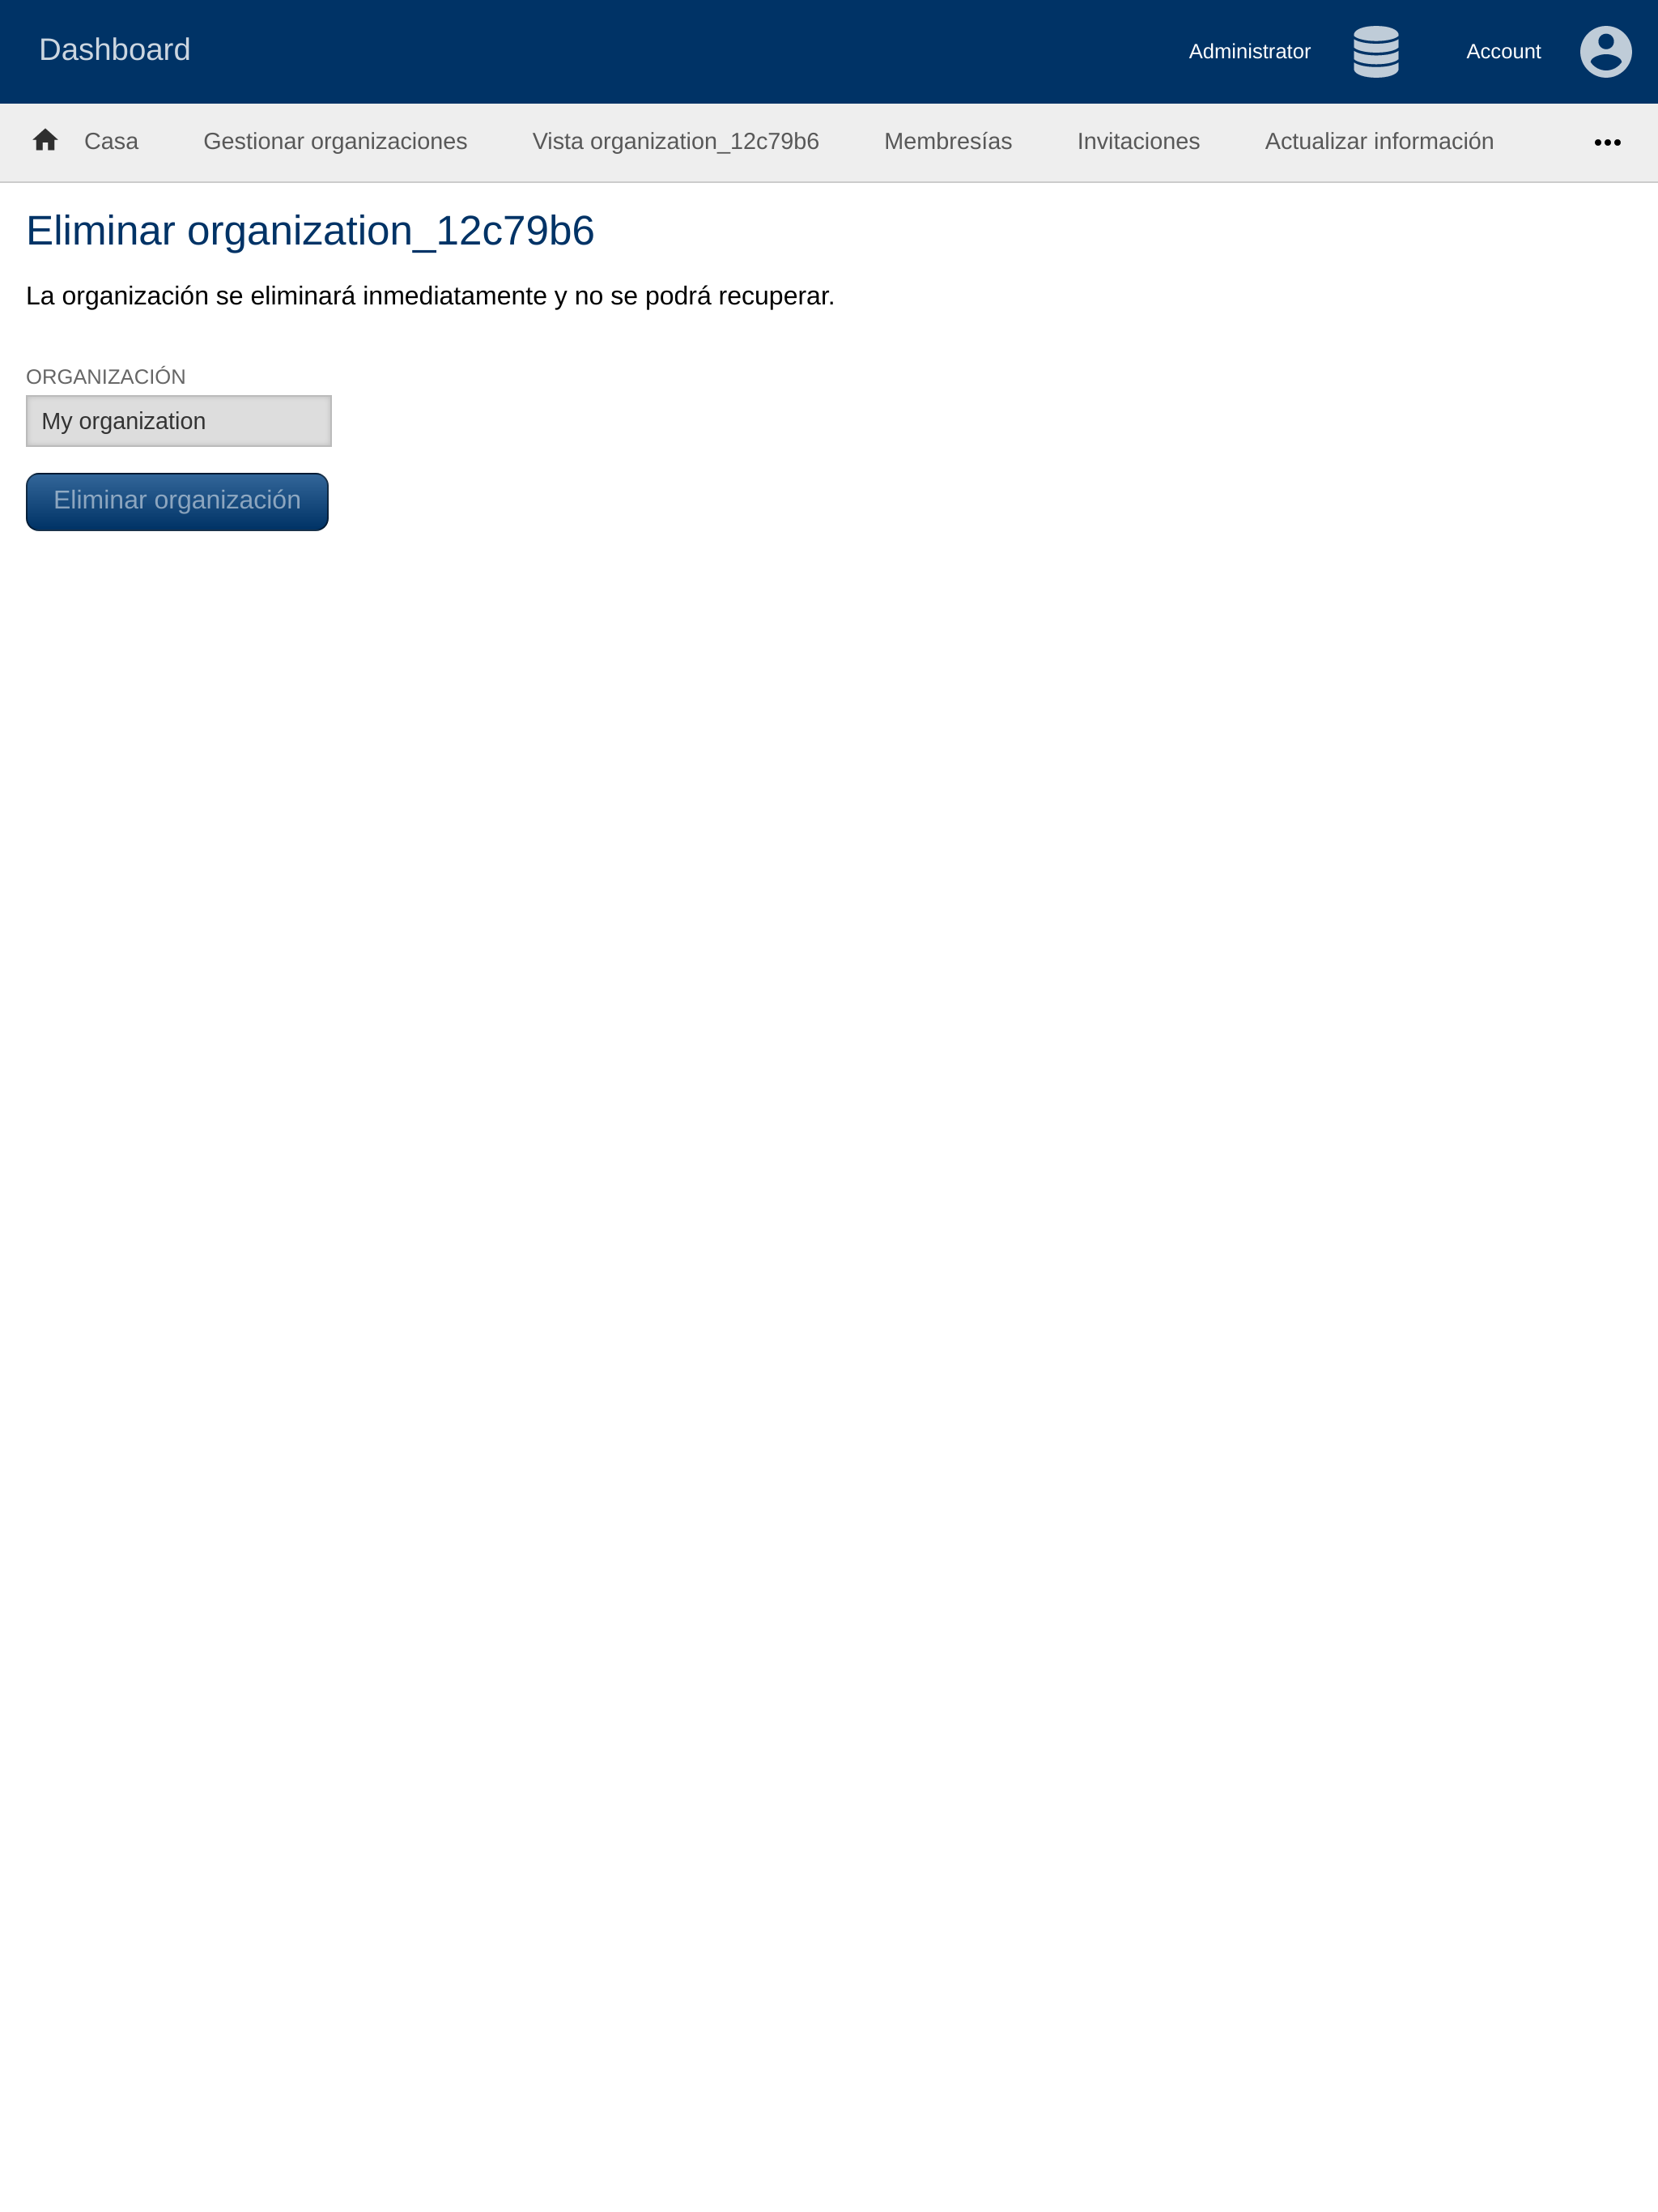 Dashboard
Administrator
Account
Casa
Gestionar organizaciones
Vista organization_12c79b6
Membresías
Invitaciones
Actualizar información
Eliminar organization_12c79b6
La organización se eliminará inmediatamente y no se podrá recuperar.
ORGANIZACIÓN
My organization
Eliminar organización